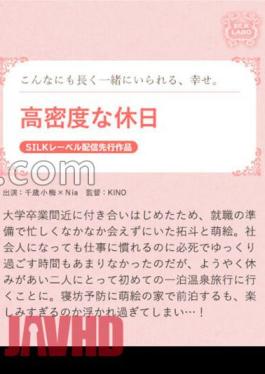 SILK LABO
こんなにも長く一緒にいられる、幸せ。
高密度な休日
SILKレーベル配信先行作品
s.com
出演：千歳小梅×Nia 監督：KINO
大学卒業間近に付き合いはじめたため、就職の準
備で忙しくなかなか会えずにいた拓斗と萌絵。社
会人になっても仕事に慣れるのに必死でゆっくり
過ごす時間もあまりなかったのだが、ようやく休
みがあい二人にとって初めての一泊温泉旅行に行
くことに。寝坊予防に萌絵の家で前泊するも、楽
しみすぎるのか浮かれ過ぎてしまい…！
JAVHD